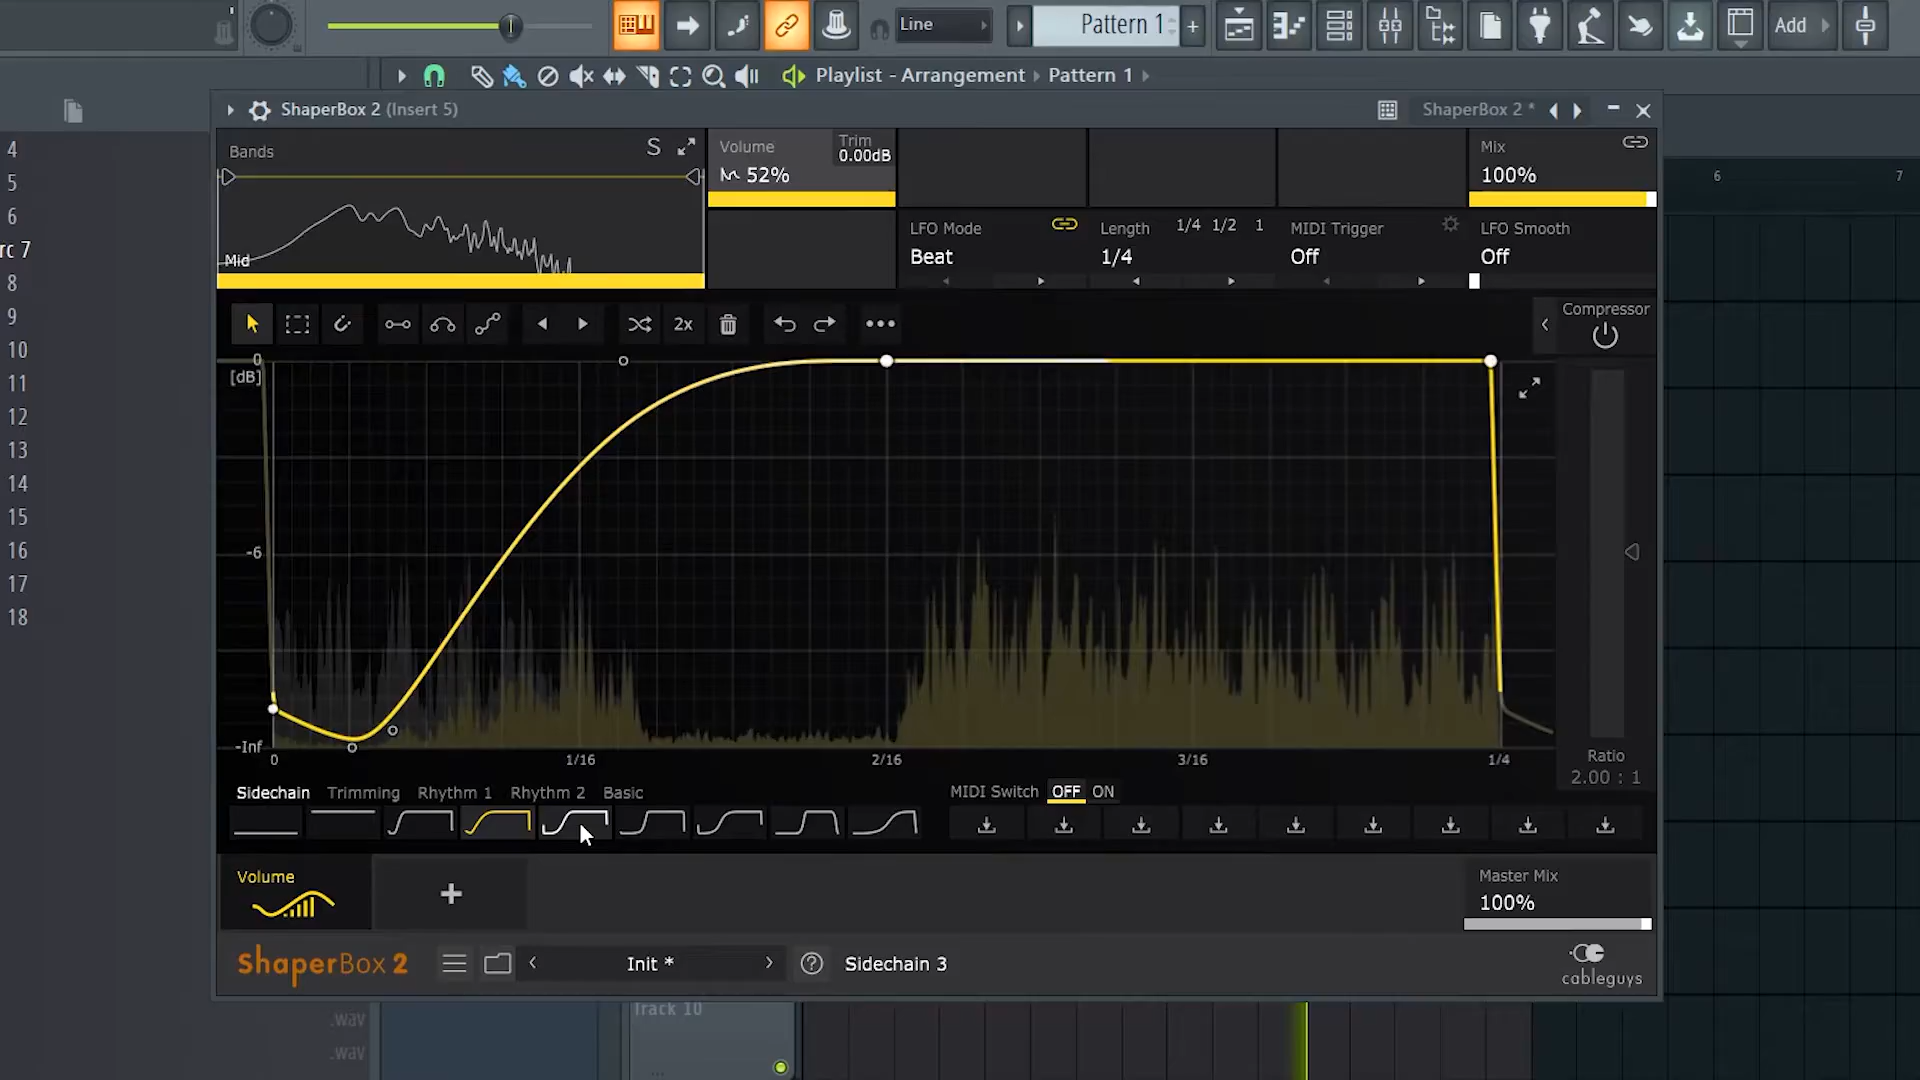 Line
Pattern 1
+
Add
Playlist - Arrangement › Pattern 1 ›
ShaperBox 2 (Insert 5)
ShaperBox 2 *
4
5
6
rc 7
8
9
10
11
12
13
14
15
16
17
18
6
7
Bands
S
Mid
Volume
52%
Trim
0.00dB
Mix
100%
LFO Mode
Beat
Length
1/4 1/2 1
1/4
MIDI Trigger
Off
LFO Smooth
Off
2x
Compressor
0
[dB]
-6
-Inf
0
1/16
2/16
3/16
1/4
Ratio
2.00 : 1
Sidechain Trimming Rhythm 1 Rhythm 2 Basic
MIDI Switch OFF ON
Volume
+
Master Mix
100%
ShaperBox 2
Init *
Sidechain 3
cableguys
.wav
.wav
Track 10